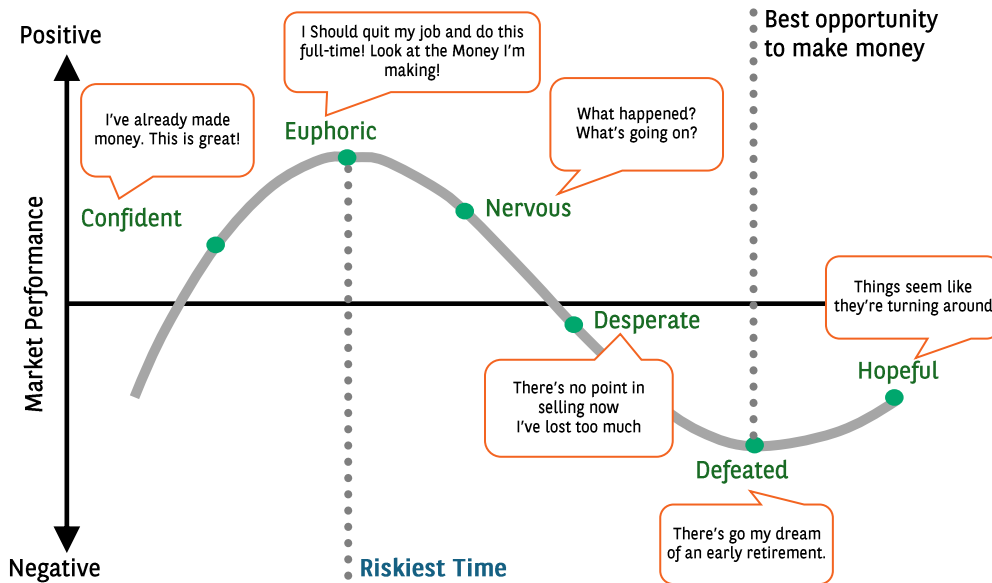 Positive
I Should quit my job and do this
full-time! Look at the Money I'm
making!
Best opportunity
to make money
I've already made
money. This is great!
Euphoric
What happened?
What's going on?
Confident
Nervous
Market Performance
Things seem like
they're turning around
Desperate
Hopeful
There's no point in
selling now
I've lost too much
Defeated
There's go my dream
of an early retirement.
Negative
Riskiest Time